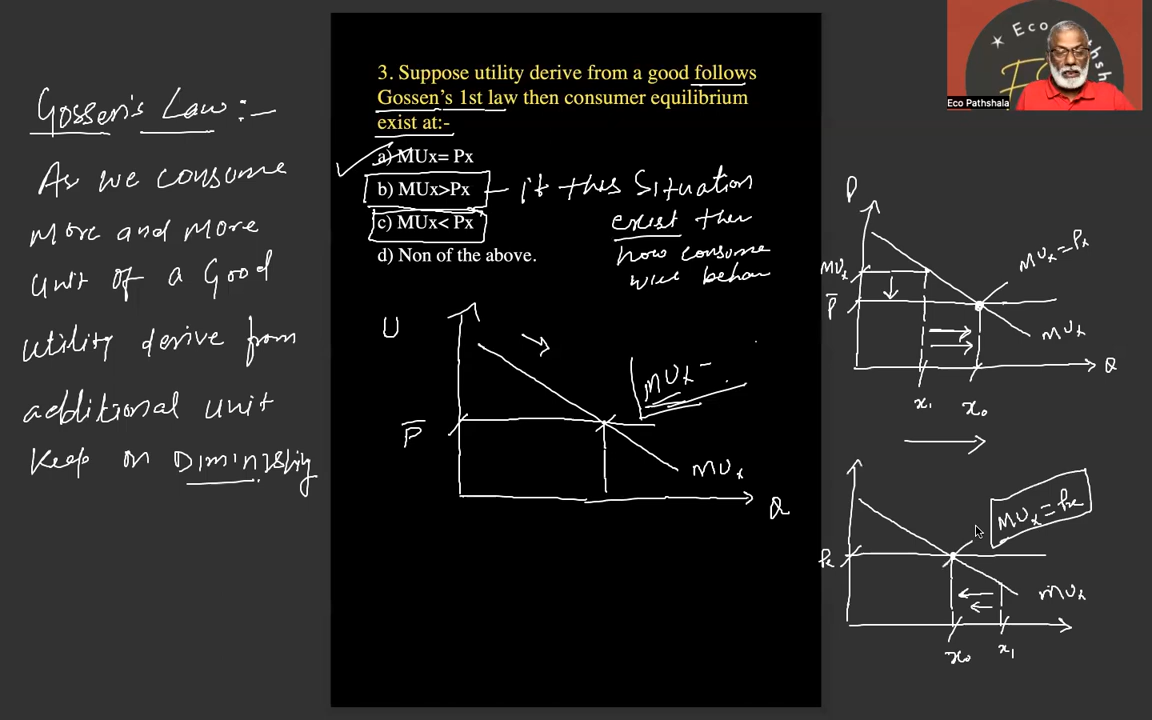 Gossen's Law:-
As we consume
more and more
unit of a Good
utility derive from
additional unit
keep on Diminishing
3. Suppose utility derive from a good follows
Gossen's 1st law then consumer equilibrium
exist at:-
a) MUx= Px
b) MUx>Px
c) MUx< Px
d) Non of the above.
if this Situation
exist then
how consume
will behav
U
P̅
MUx =
MUx
Q
P
MUx
P̅
MUx = Px
MUx
Q
x1
x0
MUx = Px
Px
MUx
x0
x1
Eco
Eco Pathshala